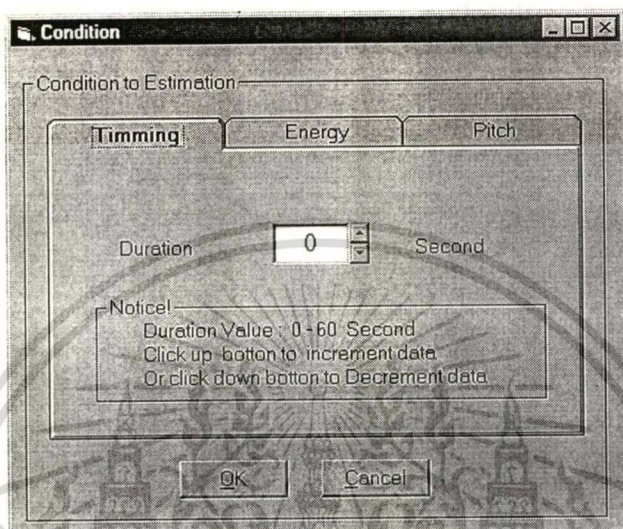 Condition
Condition to Estimation
Timming Energy Pitch
Duration 0 Second
Notice!
Duration Value : 0 - 60 Second
Click up botton to increment data
Or click down botton to Decrement data
OK Cancel